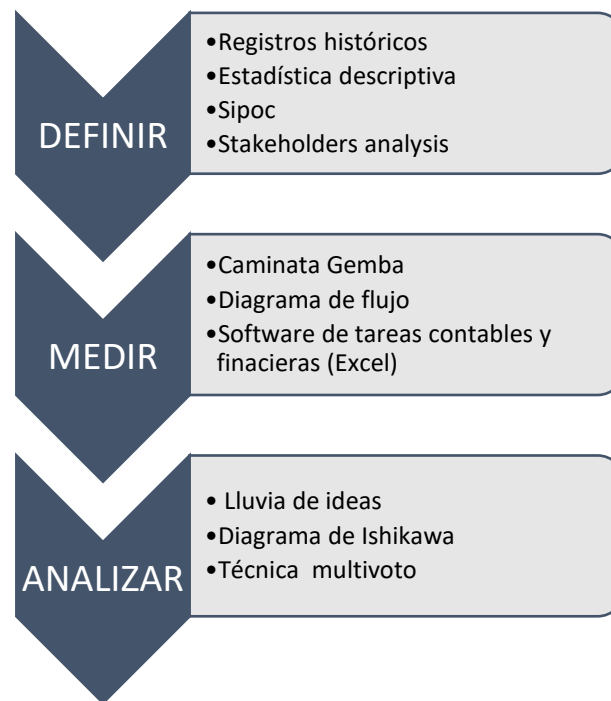 DEFINIR
•Registros históricos
•Estadística descriptiva
•Sipoc
•Stakeholders analysis
MEDIR
•Caminata Gemba
•Diagrama de flujo
•Software de tareas contables y
finacieras (Excel)
ANALIZAR
• Lluvia de ideas
•Diagrama de Ishikawa
•Técnica multivoto